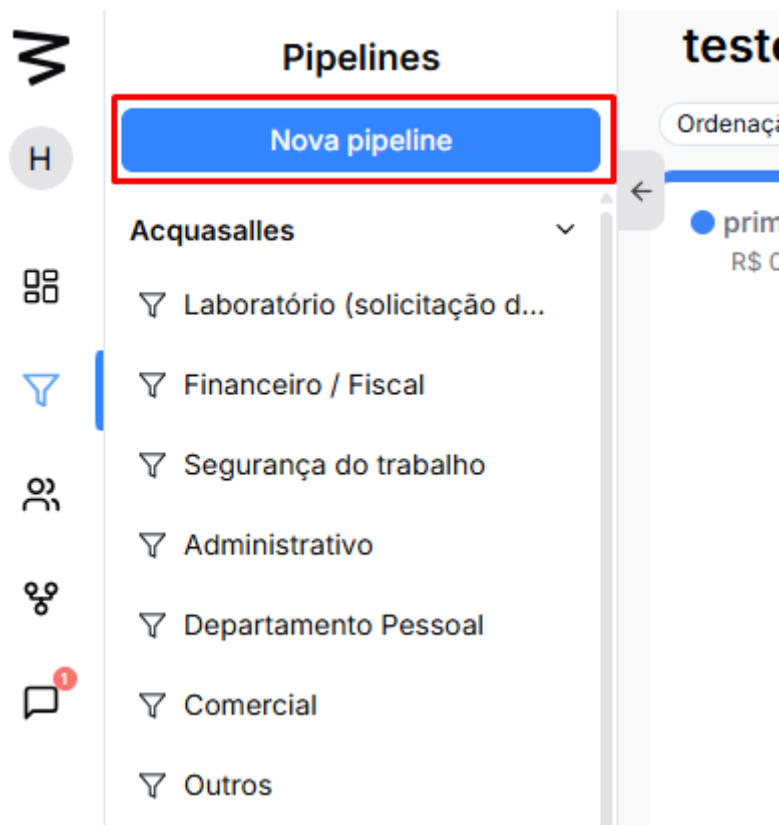 Pipelines
Nova pipeline
H
Acquasalles
Laboratório (solicitação d...
Financeiro / Fiscal
Segurança do trabalho
Administrativo
Departamento Pessoal
1
Comercial
Outros
R$